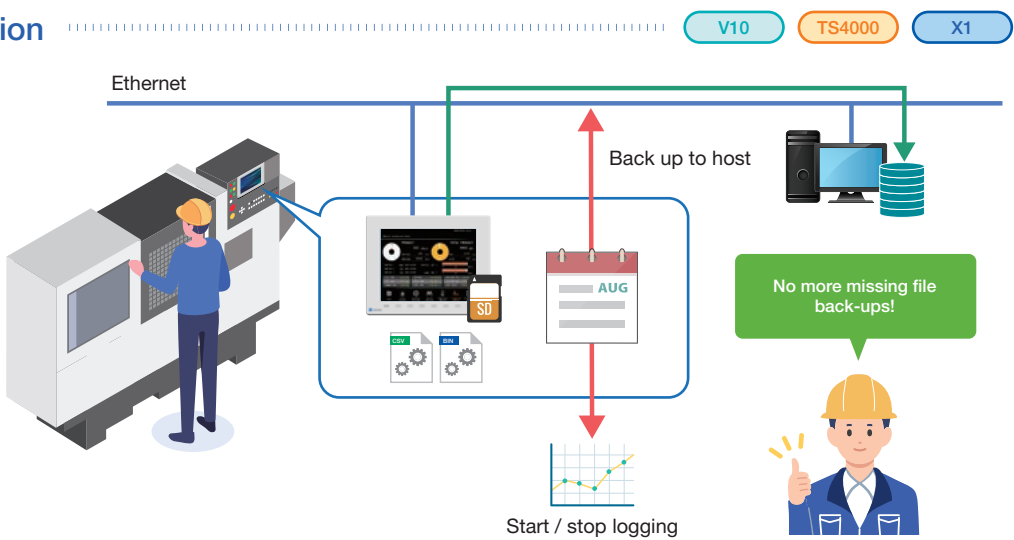 ion
V10
TS4000
X1
Ethernet
Back up to host
AUG
SD
CSV
BIN
No more missing file
back-ups!
Start / stop logging